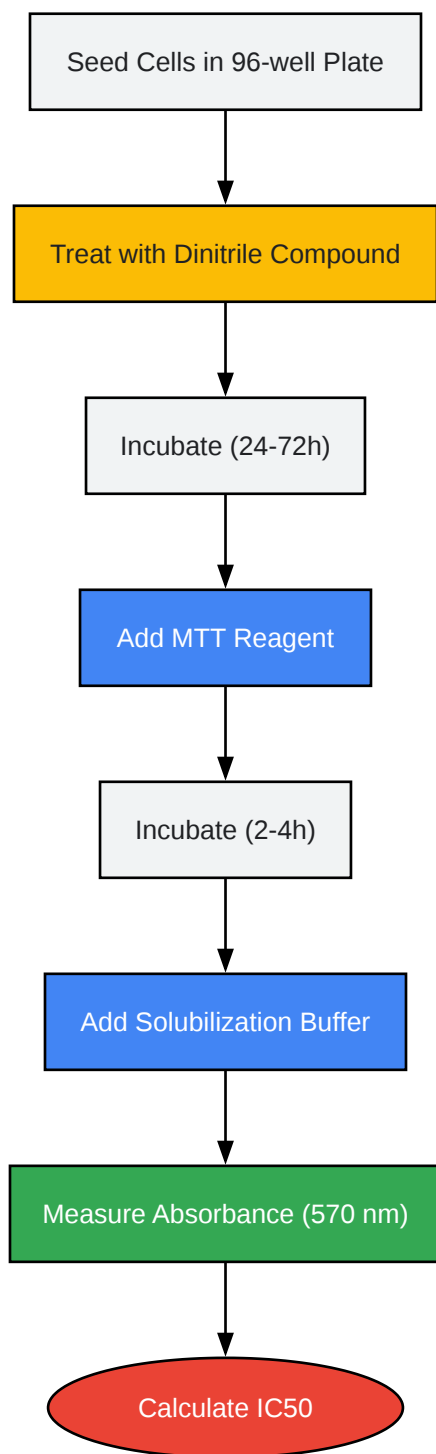 Seed Cells in 96-well Plate
Treat with Dinitrile Compound
Incubate (24-72h)
Add MTT Reagent
Incubate (2-4h)
Add Solubilization Buffer
Measure Absorbance (570 nm)
Calculate IC50